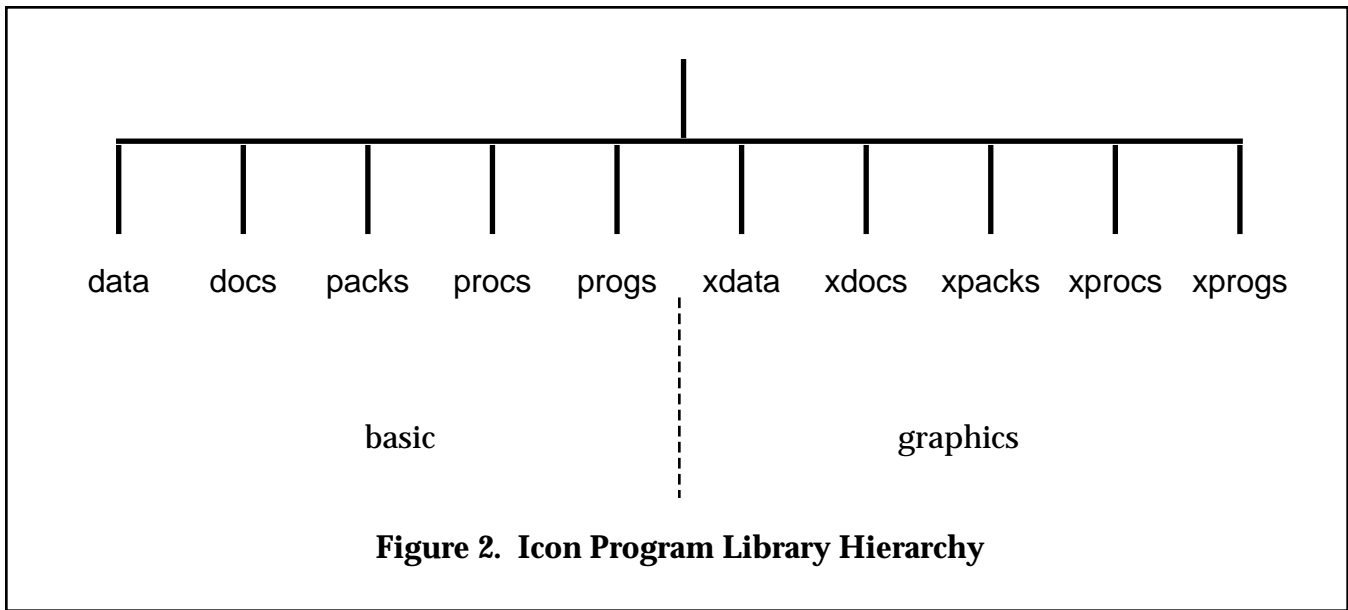 data docs packs procs progs xdata xdocs xpacks xprocs xprogs
basic graphics
Figure 2. Icon Program Library Hierarchy